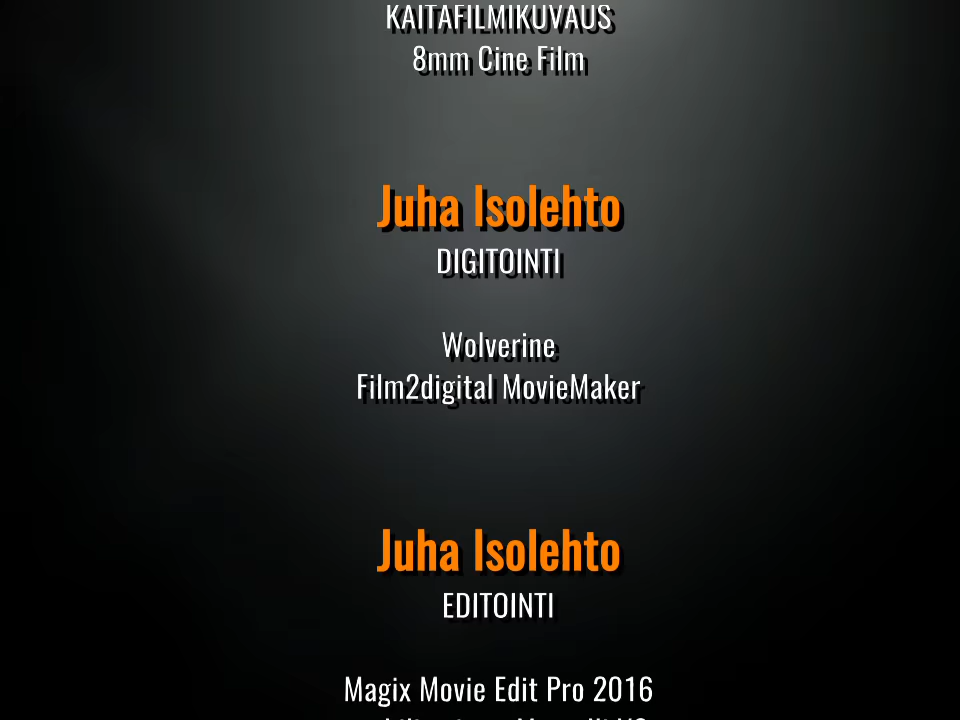 KAITAFILMIKUVAUS
8mm Cine Film
Juha Isolehto
DIGITOINTI
Wolverine
Film2digital MovieMaker
Juha Isolehto
EDITOINTI
Magix Movie Edit Pro 2016